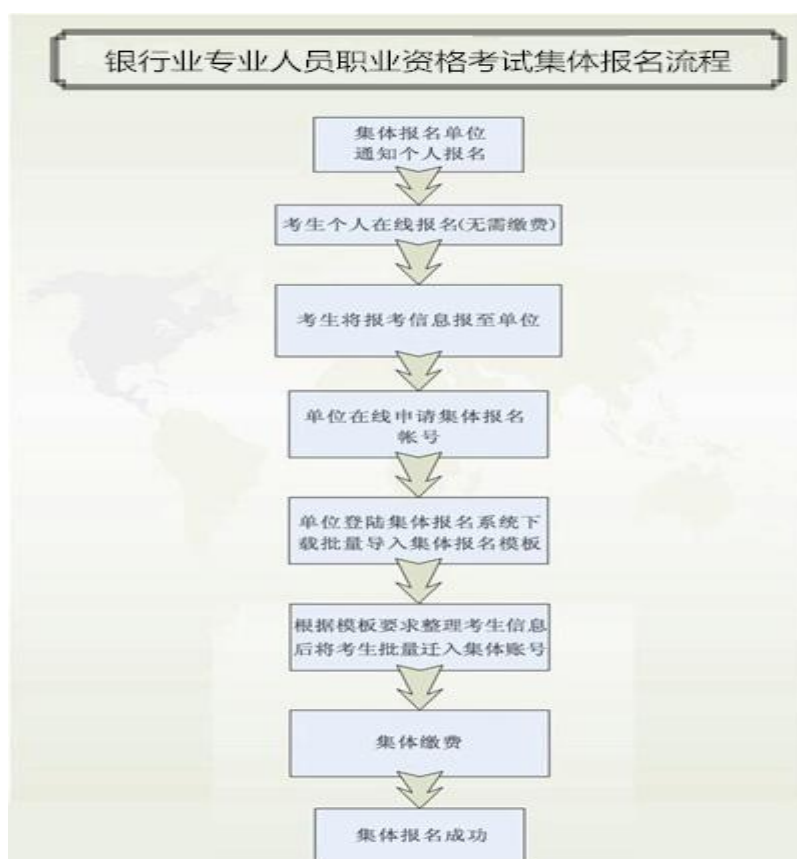 银行业专业人员职业资格考试集体报名流程
集体报名单位
通知个人报名
考生个人在线报名(无需缴费)
考生将报考信息报至单位
单位在线申请集体报名
帐号
单位登陆集体报名系统下
载批量导入集体报名模板
根据模板要求整理考生信息
后将考生批量迁入集体账号
集体缴费
集体报名成功